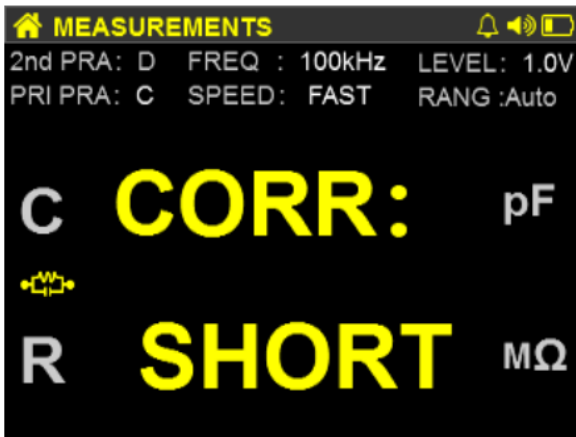 MEASUREMENTS
2nd PRA: D FREQ : 100kHz LEVEL: 1.0V
PRI PRA: C SPEED: FAST RANG :Auto
C CORR: pF
R SHORT MΩ